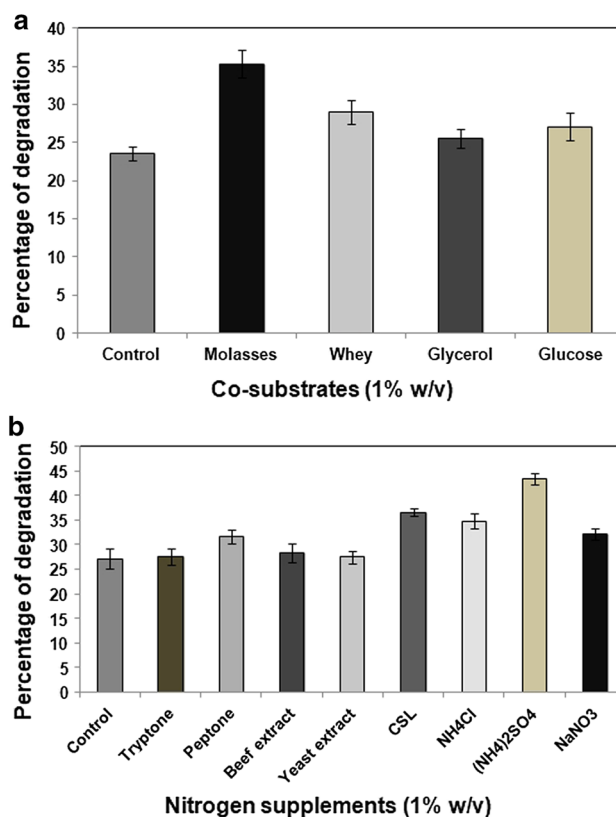 a
Percentage of degradation
40
35
30
25
20
15
10
5
0
Control Molasses Whey Glycerol Glucose
Co-substrates (1% w/v)
b
Percentage of degradation
50
45
40
35
30
25
20
15
10
5
0
Control Tryptone Peptone Beef extract Yeast extract CSL NH4Cl (NH4)2SO4 NaNO3
Nitrogen supplements (1% w/v)